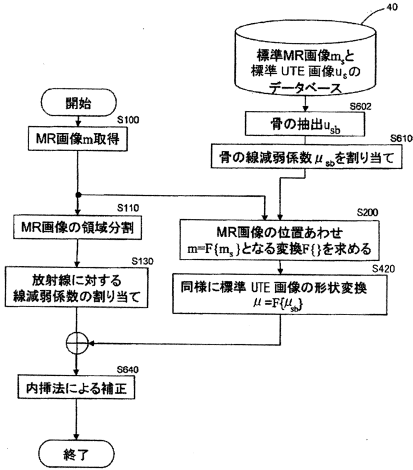 40
標準MR画像msと
標準 UTE 画像usの
データベース
開始
S100
MR画像m取得
S602
骨の抽出usb
S610
骨の線減弱係数μsbを割り当て
S110
MR画像の領域分割
S200
MR画像の位置あわせ
m=F{ms}となる変換F{}を求める
S130
放射線に対する
線減弱係数の割り当て
S420
同様に標準 UTE 画像の形状変換
μ=F{μsb}
S640
内挿法による補正
終了